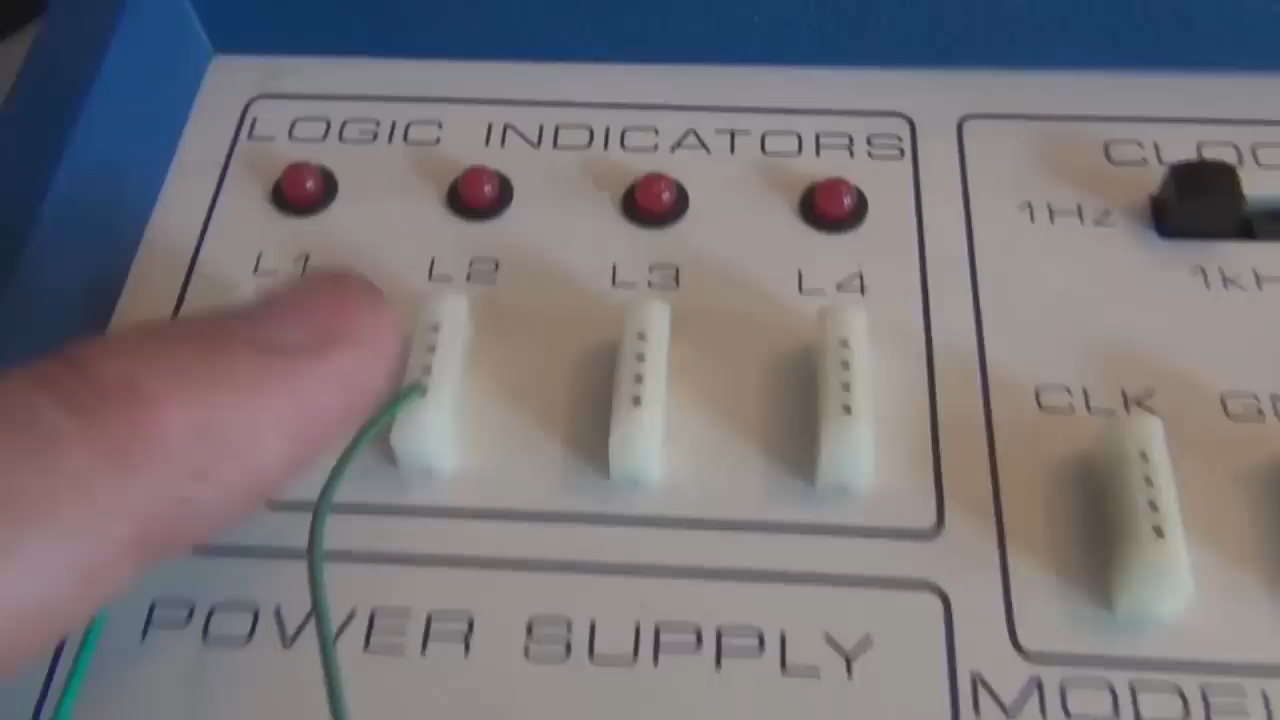 LOGIC INDICATORS
L1 L2 L3 L4
1Hz
CLK
POWER SUPPLY